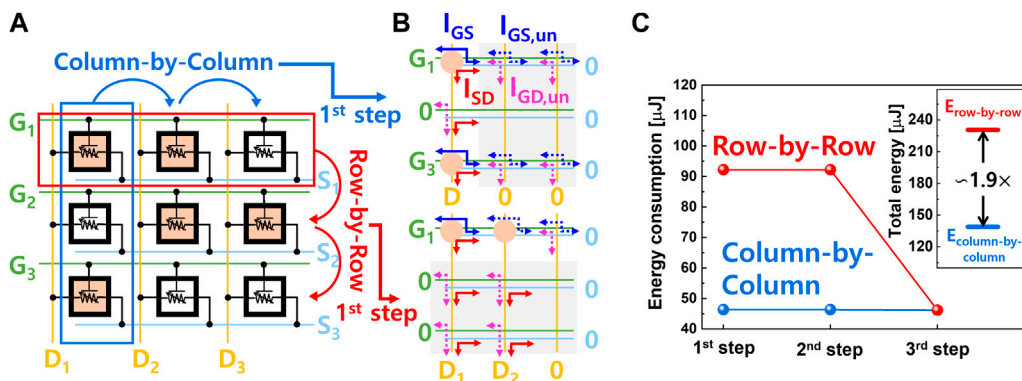 A
Column-by-Column
1st step
G1
S1
G2
S2
G3
S3
D1
D2
D3
Row-by-Row
1st step
B
IGS
IGS,un
G1
0
ISD
IGD,un
0
0
G3
0
D
0
0
G1
0
0
0
0
0
D1
D2
0
C
Energy consumption [μJ]
120
110
100
90
80
70
60
50
40
Row-by-Row
Column-by-
Column
1st step
2nd step
3rd step
Total energy [μJ]
240
210
180
150
120
Erow-by-row
~1.9×
Ecolumn-by-
column